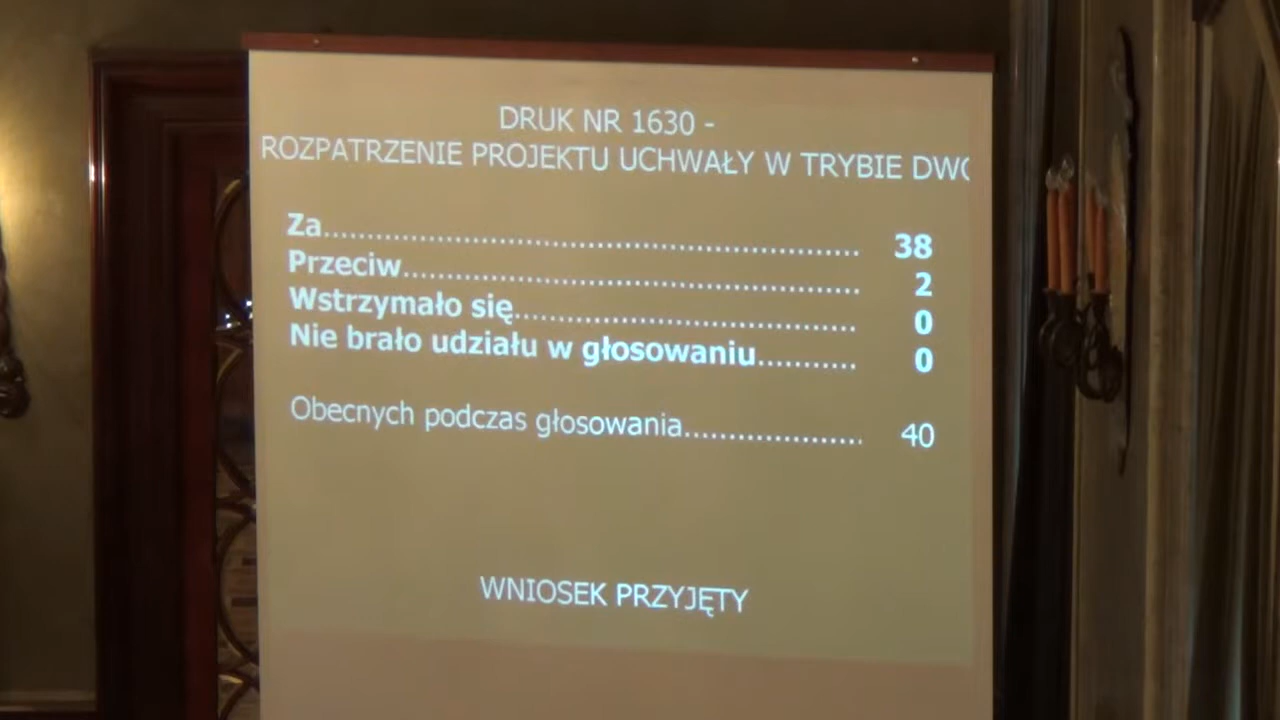 DRUK NR 1630 -
ROZPATRZENIE PROJEKTU UCHWAŁY W TRYBIE
Za.......................................................................... 38
Przeciw............................................................... 2
Wstrzymało się............................................... 0
Nie brało udziału w głosowaniu........... 0
Obecnych podczas głosowania................... 40
WNIOSEK PRZYJĘTY